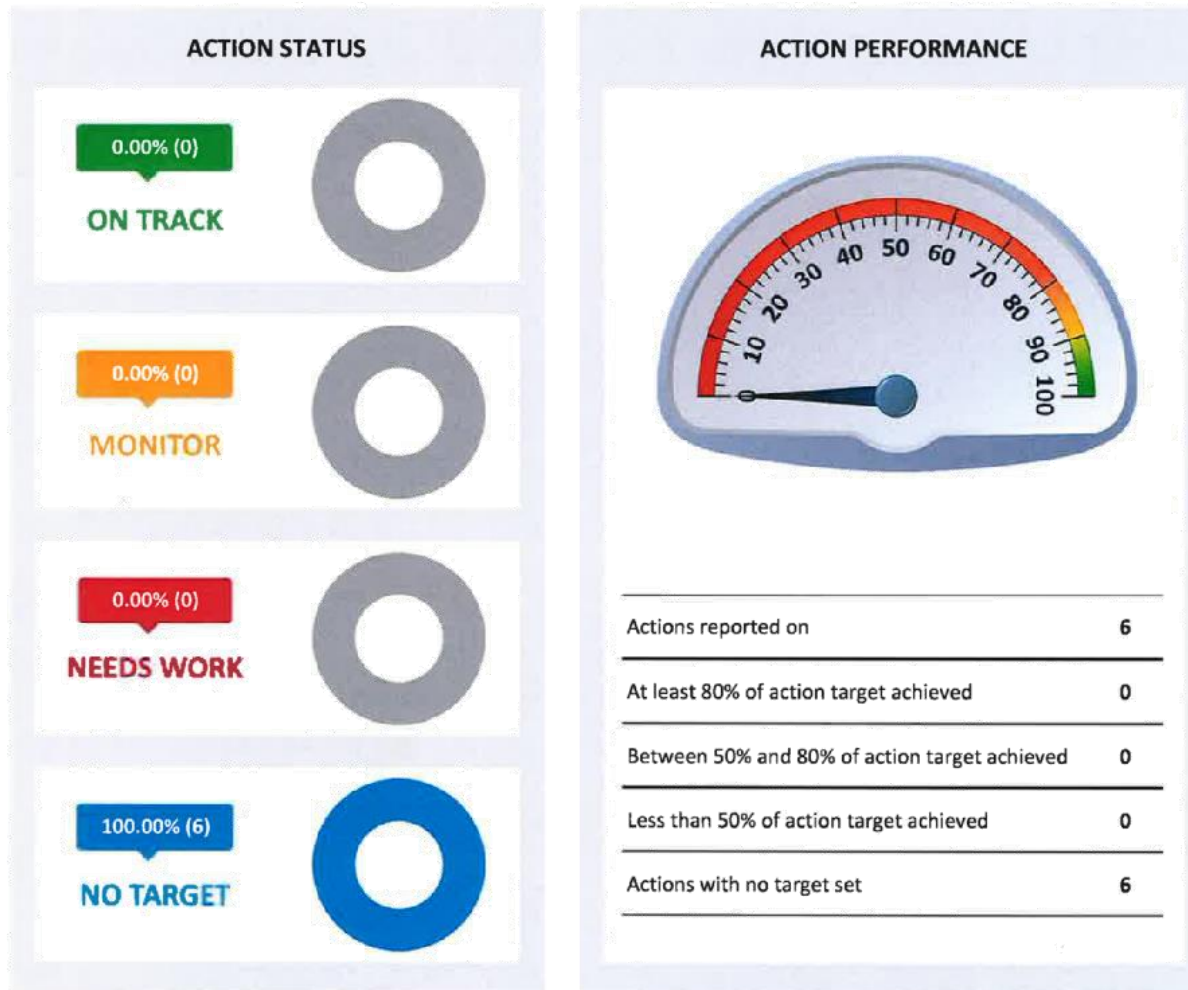 ACTION STATUS
0.00% (0)
ON TRACK
0.00% (0)
MONITOR
0.00% (0)
NEEDS WORK
100.00% (6)
NO TARGET
ACTION PERFORMANCE
0
10
20
30
40
50
60
70
80
90
100
Actions reported on 6
At least 80% of action target achieved 0
Between 50% and 80% of action target achieved 0
Less than 50% of action target achieved 0
Actions with no target set 6